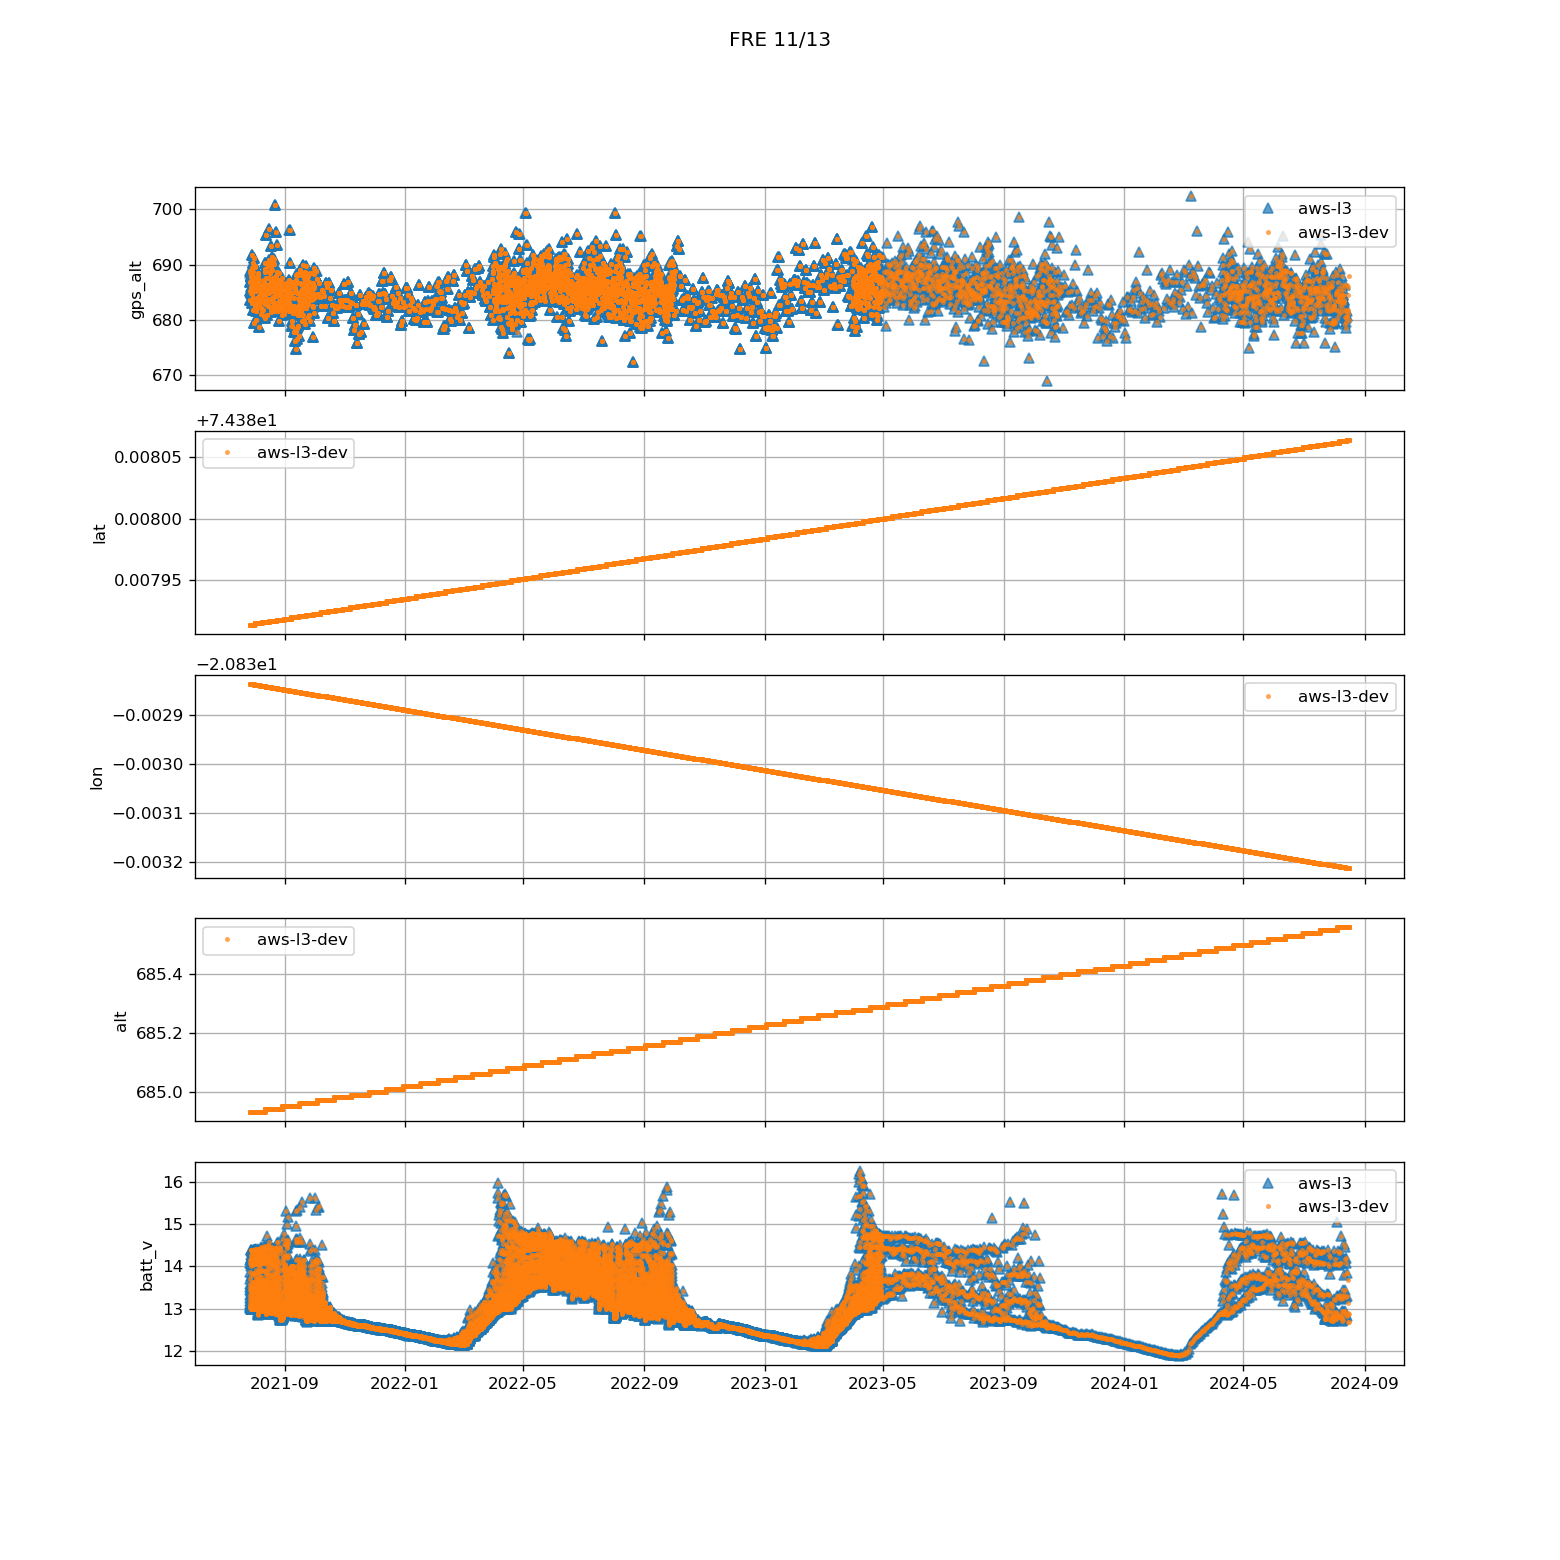 FRE 11/13
700
690
680
670
gps_alt
aws-l3
aws-l3-dev
+7.438e1
0.00805
0.00800
0.00795
lat
aws-l3-dev
−2.083e1
−0.0029
−0.0030
−0.0031
−0.0032
lon
aws-l3-dev
685.4
685.2
685.0
alt
aws-l3-dev
16
15
14
13
12
batt_v
aws-l3
aws-l3-dev
2021-09 2022-01 2022-05 2022-09 2023-01 2023-05 2023-09 2024-01 2024-05 2024-09